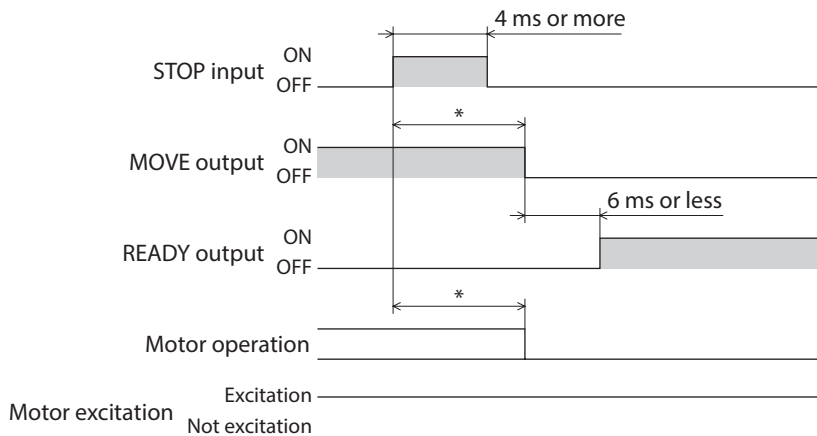 4 ms or more
ON
STOP input
OFF
*
ON
MOVE output
OFF
6 ms or less
ON
READY output
OFF
*
Motor operation
Excitation
Motor excitation
Not excitation